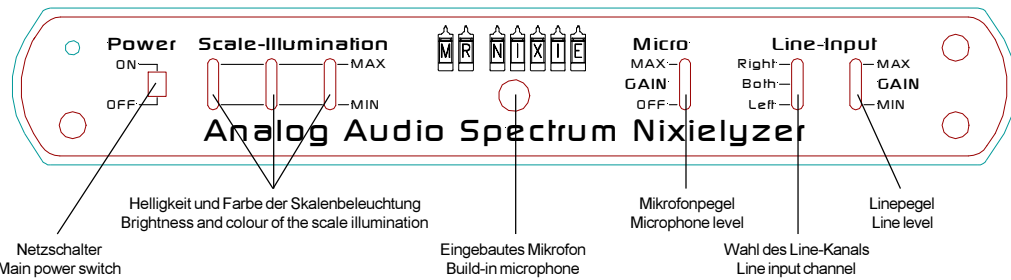 Power
ON
OFF
Scale-Illumination
MAX
MIN
MR NIXIE
Micro
MAX
GAIN
OFF
Line-Input
Right
Both
Left
MAX
GAIN
MIN
Analog Audio Spectrum Nixielyzer
Helligkeit und Farbe der Skalenbeleuchtung
Brightness and colour of the scale illumination
Mikrofonpegel
Microphone level
Linepegel
Line level
Netzschalter
Main power switch
Eingebautes Mikrofon
Build-in microphone
Wahl des Line-Kanals
Line input channel